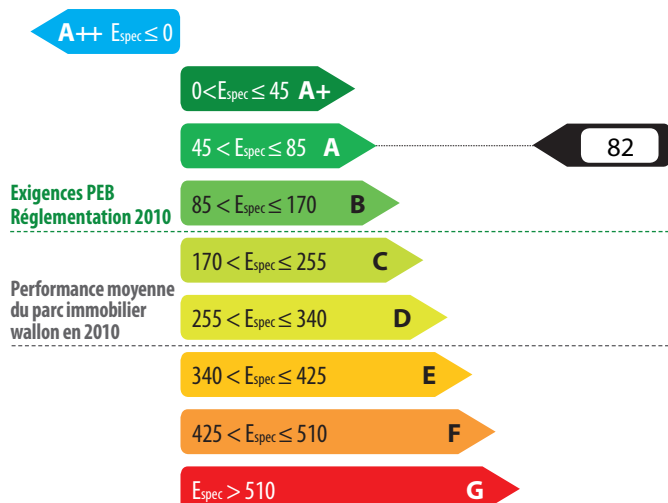 A++ Espec ≤ 0
0 < Espec ≤ 45 A+
45 < Espec ≤ 85 A
82
Exigences PEB
Réglementation 2010
85 < Espec ≤ 170 B
170 < Espec ≤ 255 C
Performance moyenne
du parc immobilier
wallon en 2010
255 < Espec ≤ 340 D
340 < Espec ≤ 425 E
425 < Espec ≤ 510 F
Espec > 510 G